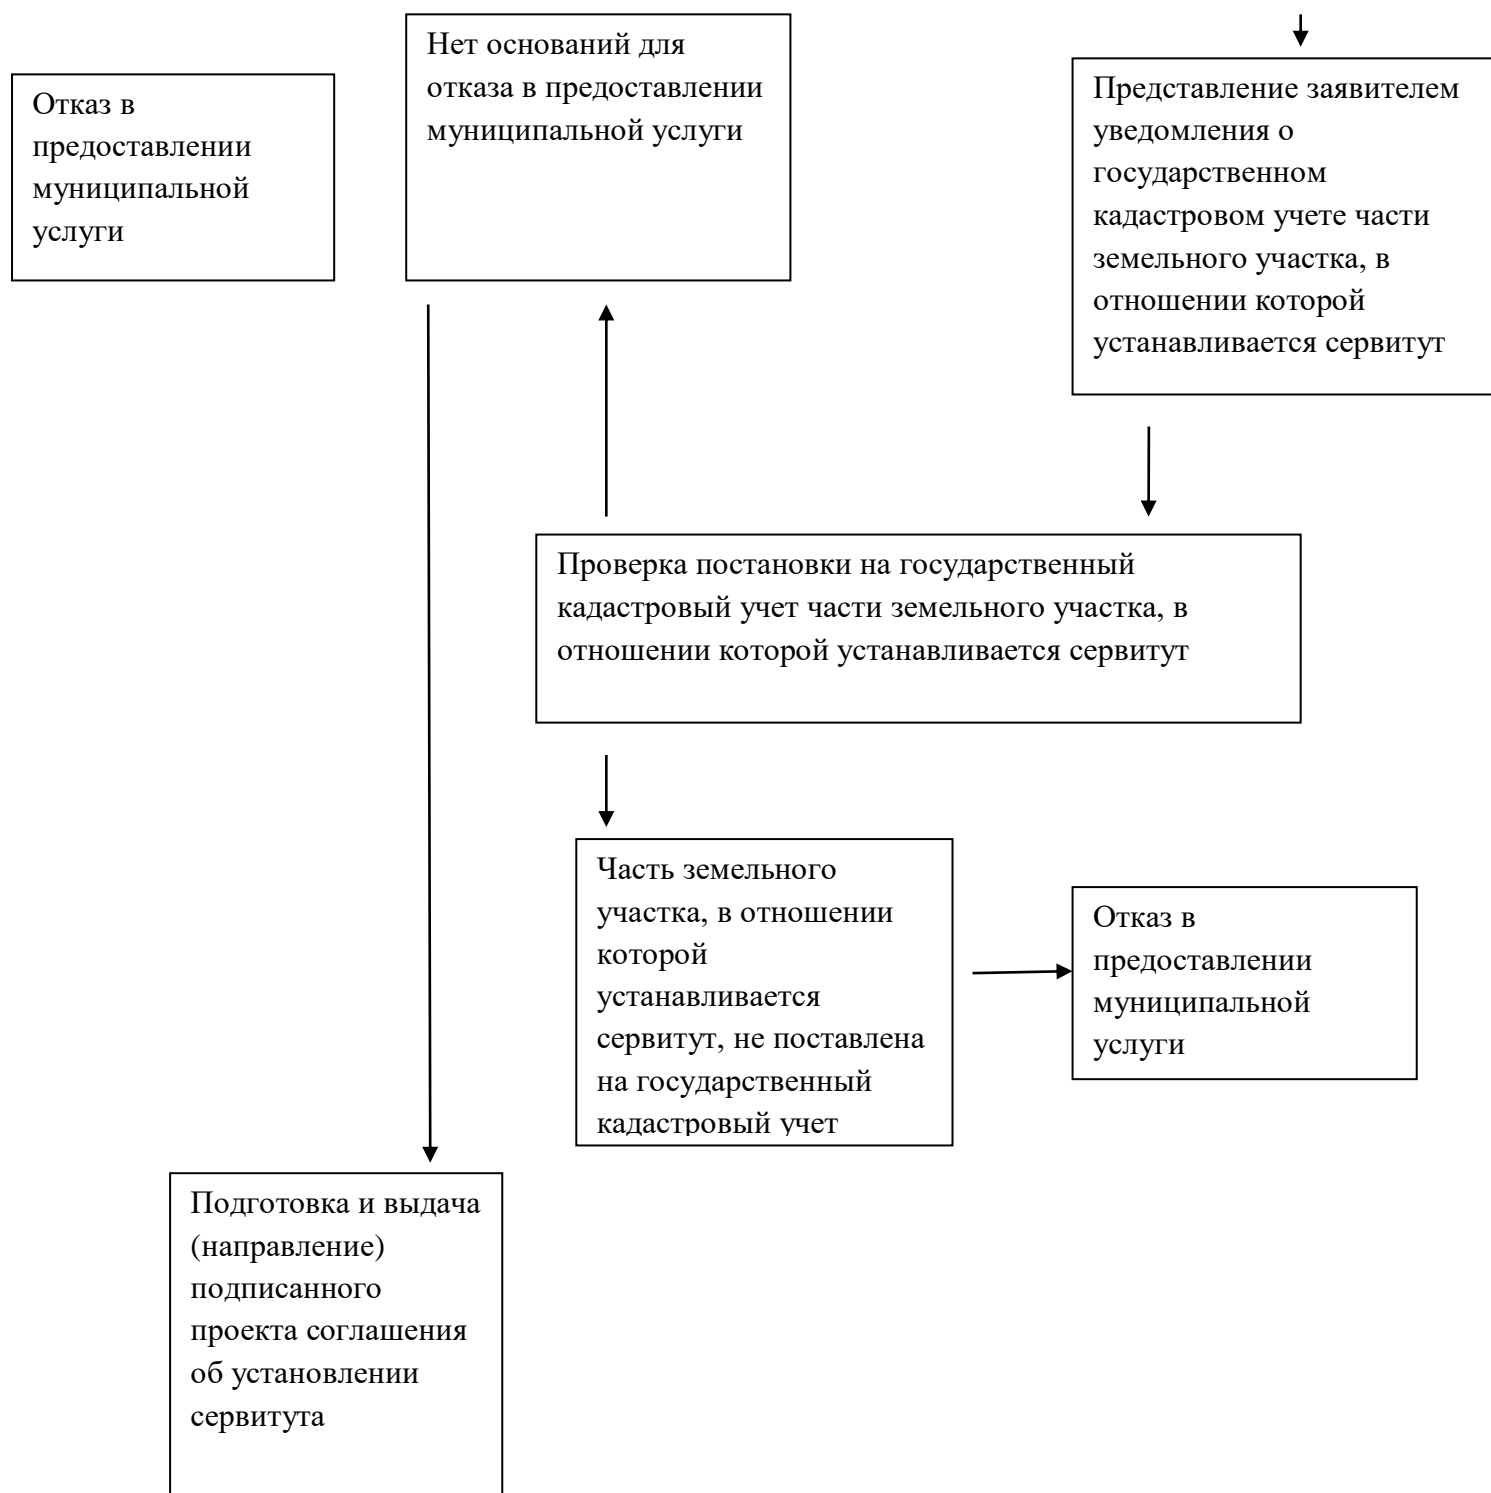 Отказ в
предоставлении
муниципальной
услуги
Нет оснований для
отказа в предоставлении
муниципальной услуги
Представление заявителем
уведомления о
государственном
кадастровом учете части
земельного участка, в
отношении которой
устанавливается сервитут
Проверка постановки на государственный
кадастровый учет части земельного участка, в
отношении которой устанавливается сервитут
Часть земельного
участка, в отношении
которой
устанавливается
сервитут, не поставлена
на государственный
кадастровый учет
Отказ в
предоставлении
муниципальной
услуги
Подготовка и выдача
(направление)
подписанного
проекта соглашения
об установлении
сервитута